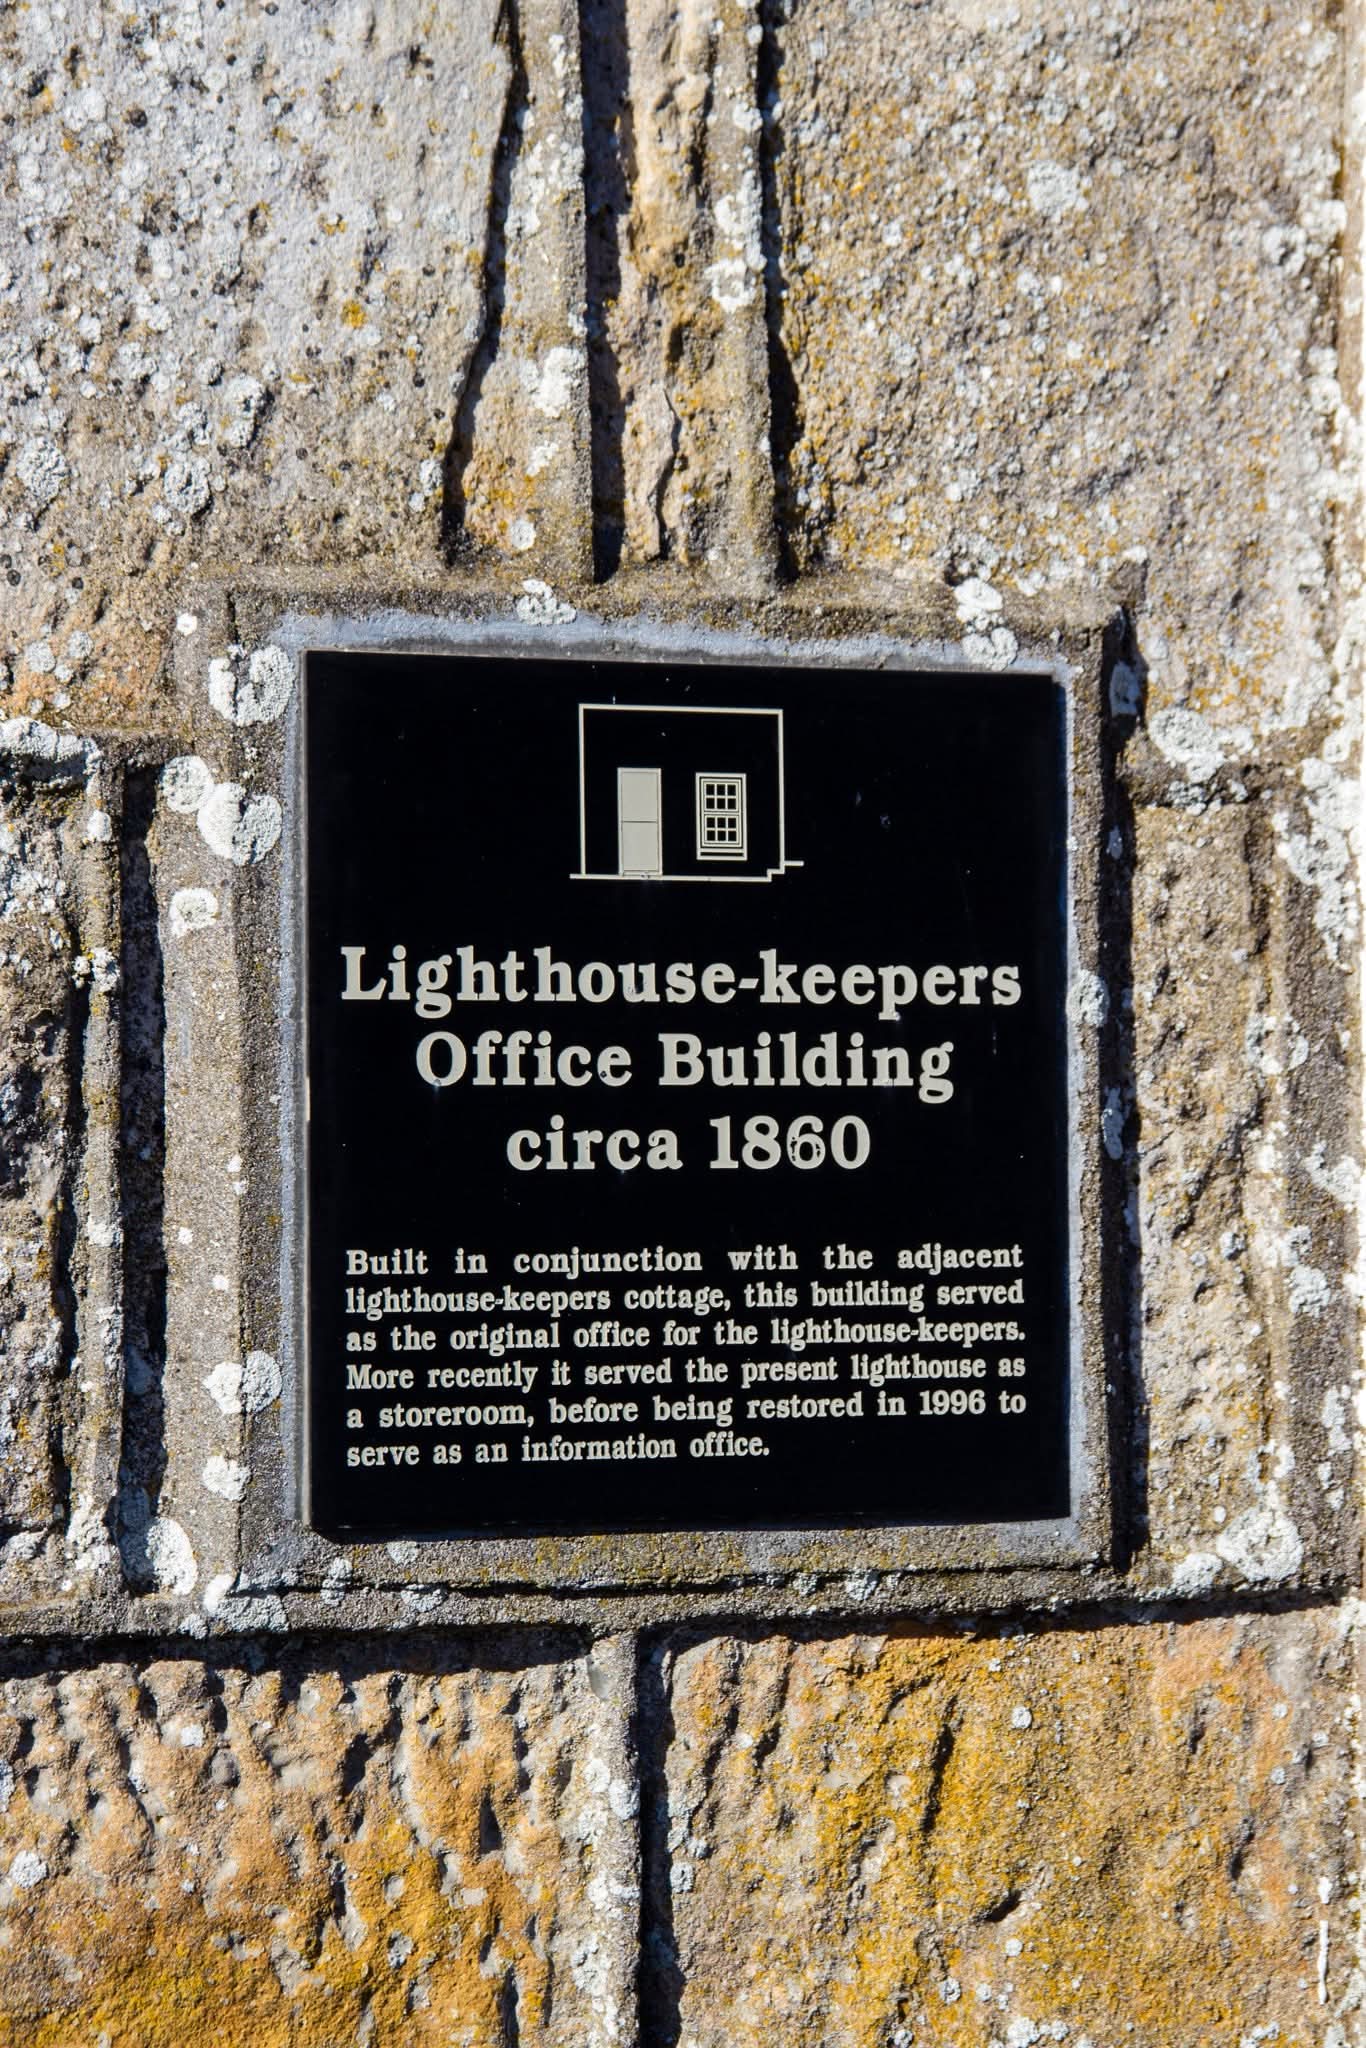 Lighthouse-keepers
Office Building
circa 1860
Built in conjunction with the adjacent
lighthouse-keepers cottage, this building served
as the original office for the lighthouse-keepers.
More recently it served the present lighthouse as
a storeroom, before being restored in 1996 to
serve as an information office.